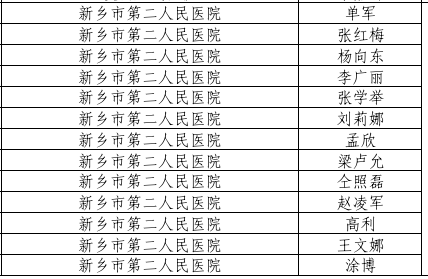 新乡市第二人民医院 单军
新乡市第二人民医院 张红梅
新乡市第二人民医院 杨向东
新乡市第二人民医院 李广丽
新乡市第二人民医院 张学举
新乡市第二人民医院 刘莉娜
新乡市第二人民医院 孟欣
新乡市第二人民医院 梁卢允
新乡市第二人民医院 仝照磊
新乡市第二人民医院 赵凌军
新乡市第二人民医院 高利
新乡市第二人民医院 王文娜
新乡市第二人民医院 涂博